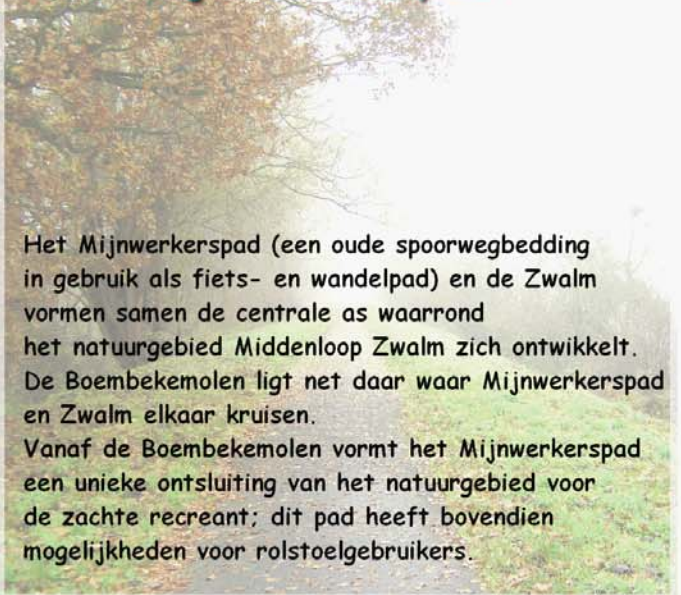 Het Mijnwerkerspad (een oude spoorwegbedding
in gebruik als fiets- en wandelpad) en de Zwalm
vormen samen de centrale as waarrond
het natuurgebied Middenloop Zwalm zich ontwikkelt.
De Boembekemolen ligt net daar waar Mijnwerkerspad
en Zwalm elkaar kruisen.
Vanaf de Boembekemolen vormt het Mijnwerkerspad
een unieke ontsluiting van het natuurgebied voor
de zachte recreant; dit pad heeft bovendien
mogelijkheden voor rolstoelgebruikers.